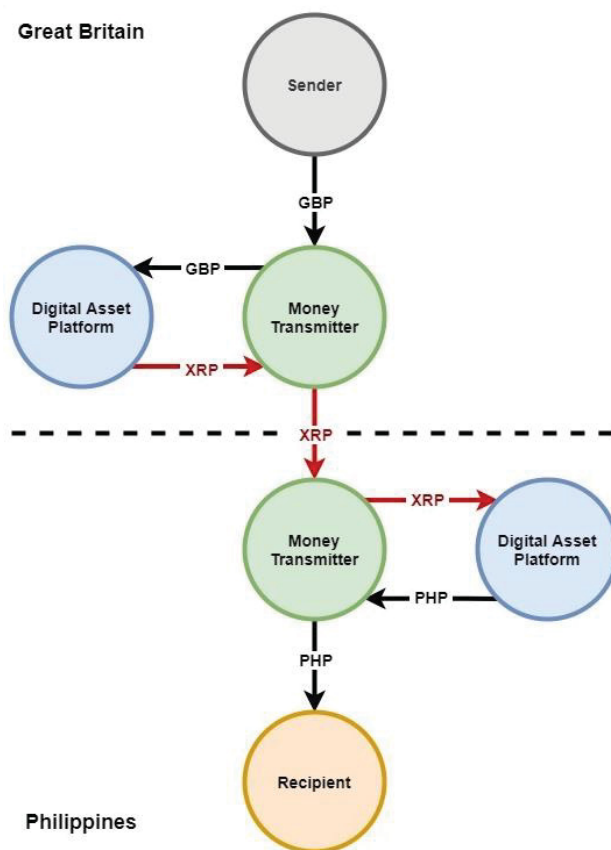 Great Britain
Sender
GBP
GBP
Digital Asset
Platform
Money
Transmitter
XRP
XRP
Money
Transmitter
XRP
Digital Asset
Platform
PHP
PHP
Recipient
Philippines